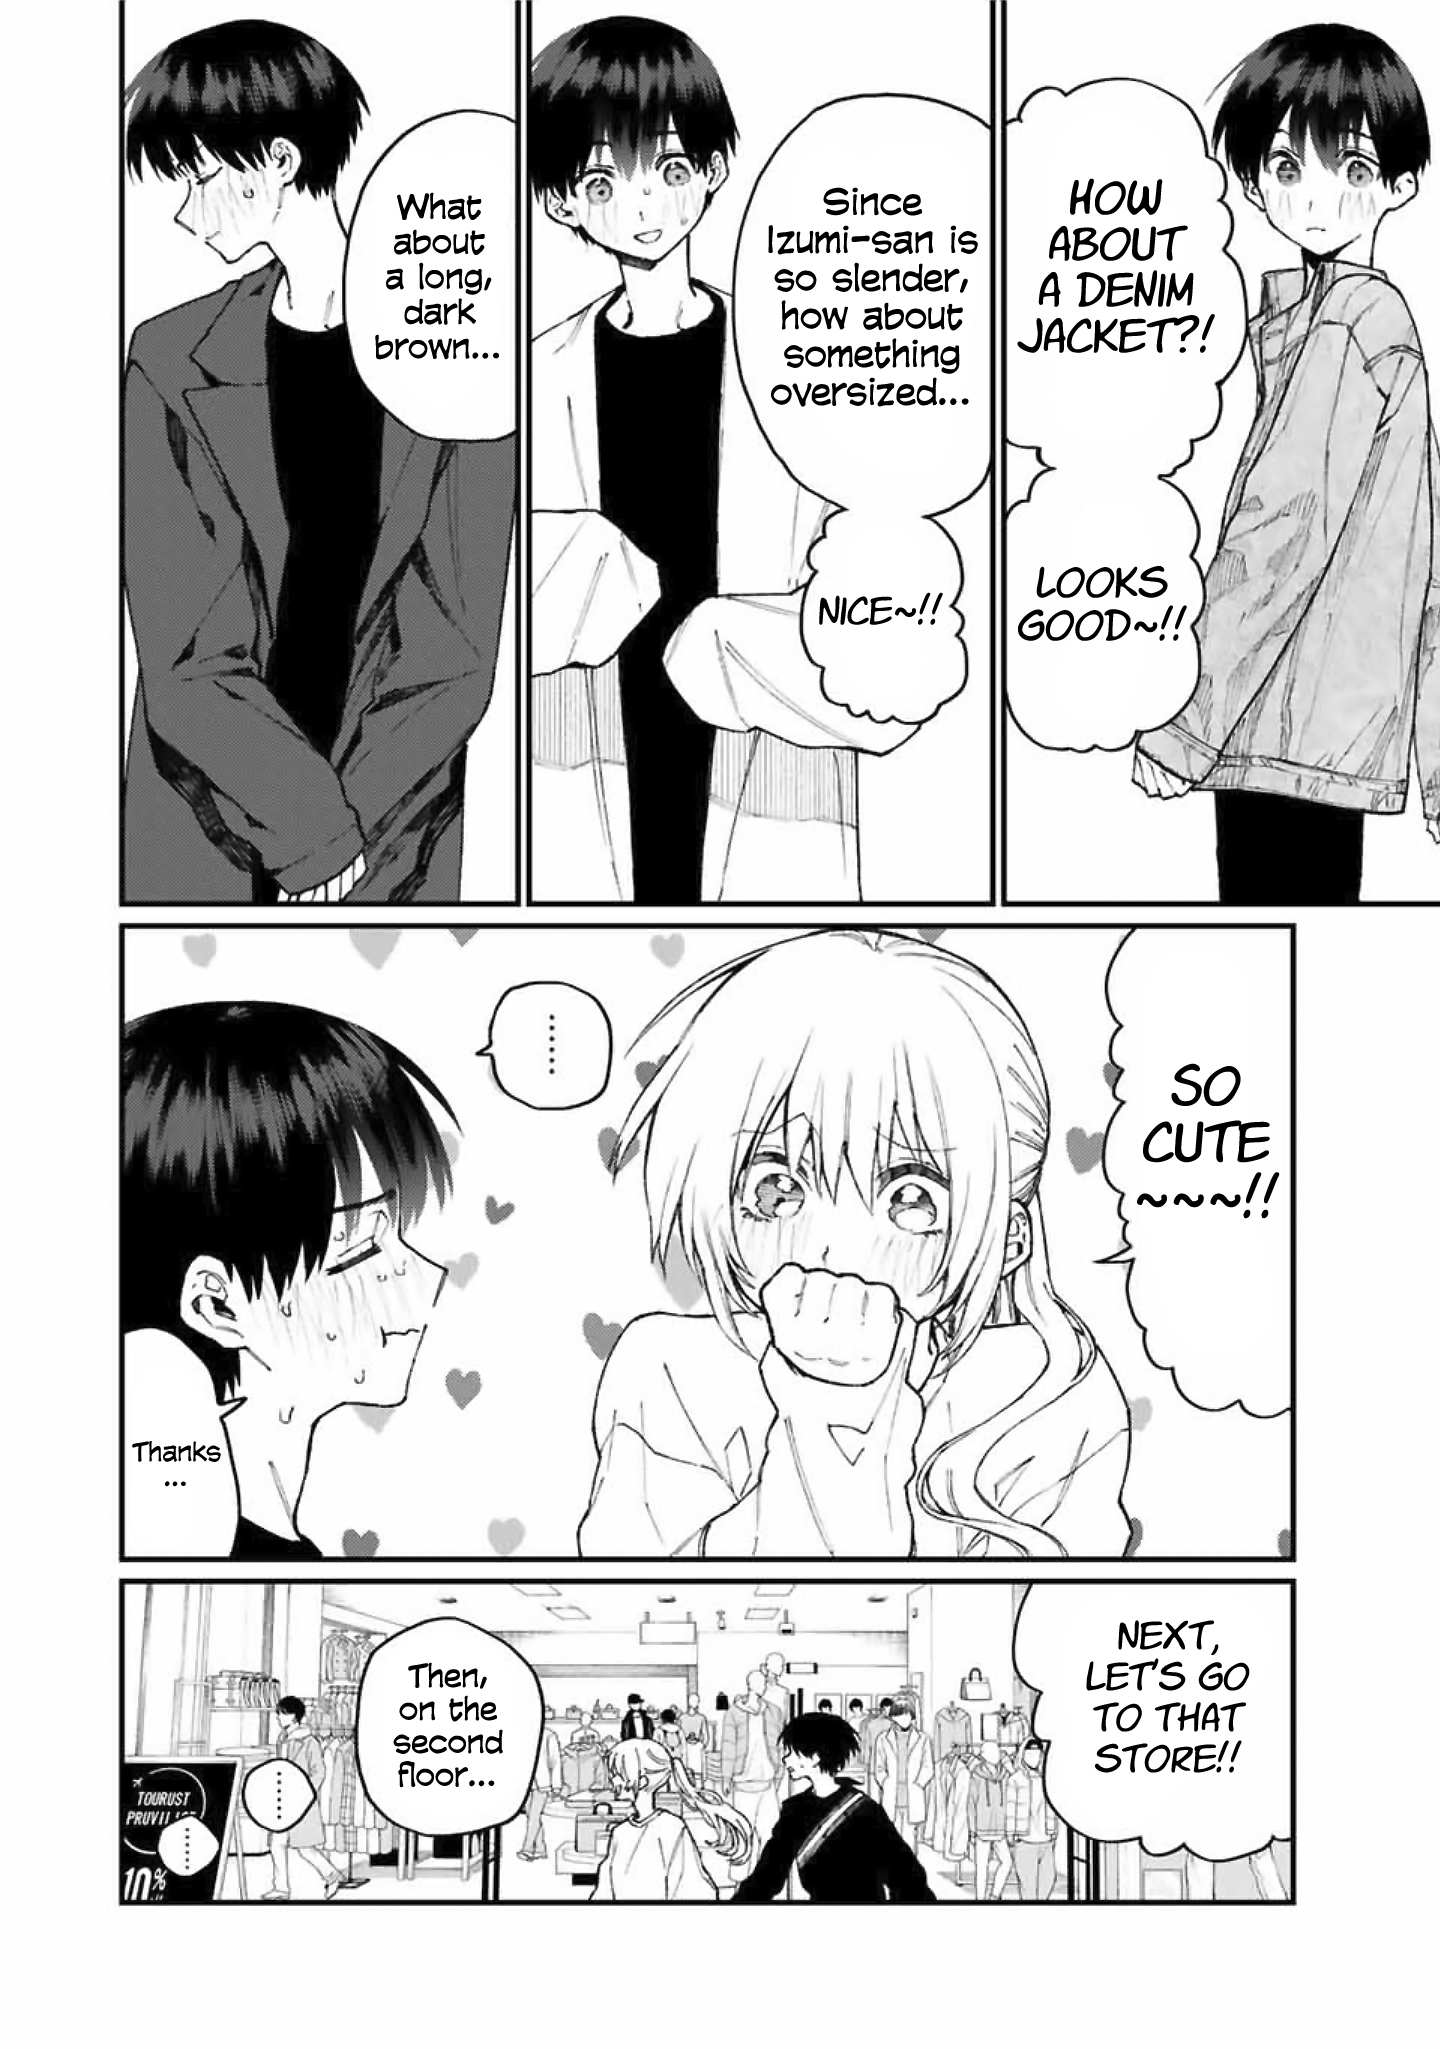 HOW
ABOUT
A DENIM
JACKET?!
LOOKS
GOOD~!!
Since
Izumi-san is
so slender,
how about
something
oversized...
NICE~!!
What
about
a long,
dark
brown...
SO
CUTE
~~~!!
........
Thanks
...
NEXT,
LET'S GO
TO THAT
STORE!!
Then,
on the
second
floor...
......
......
TOURUST
10%